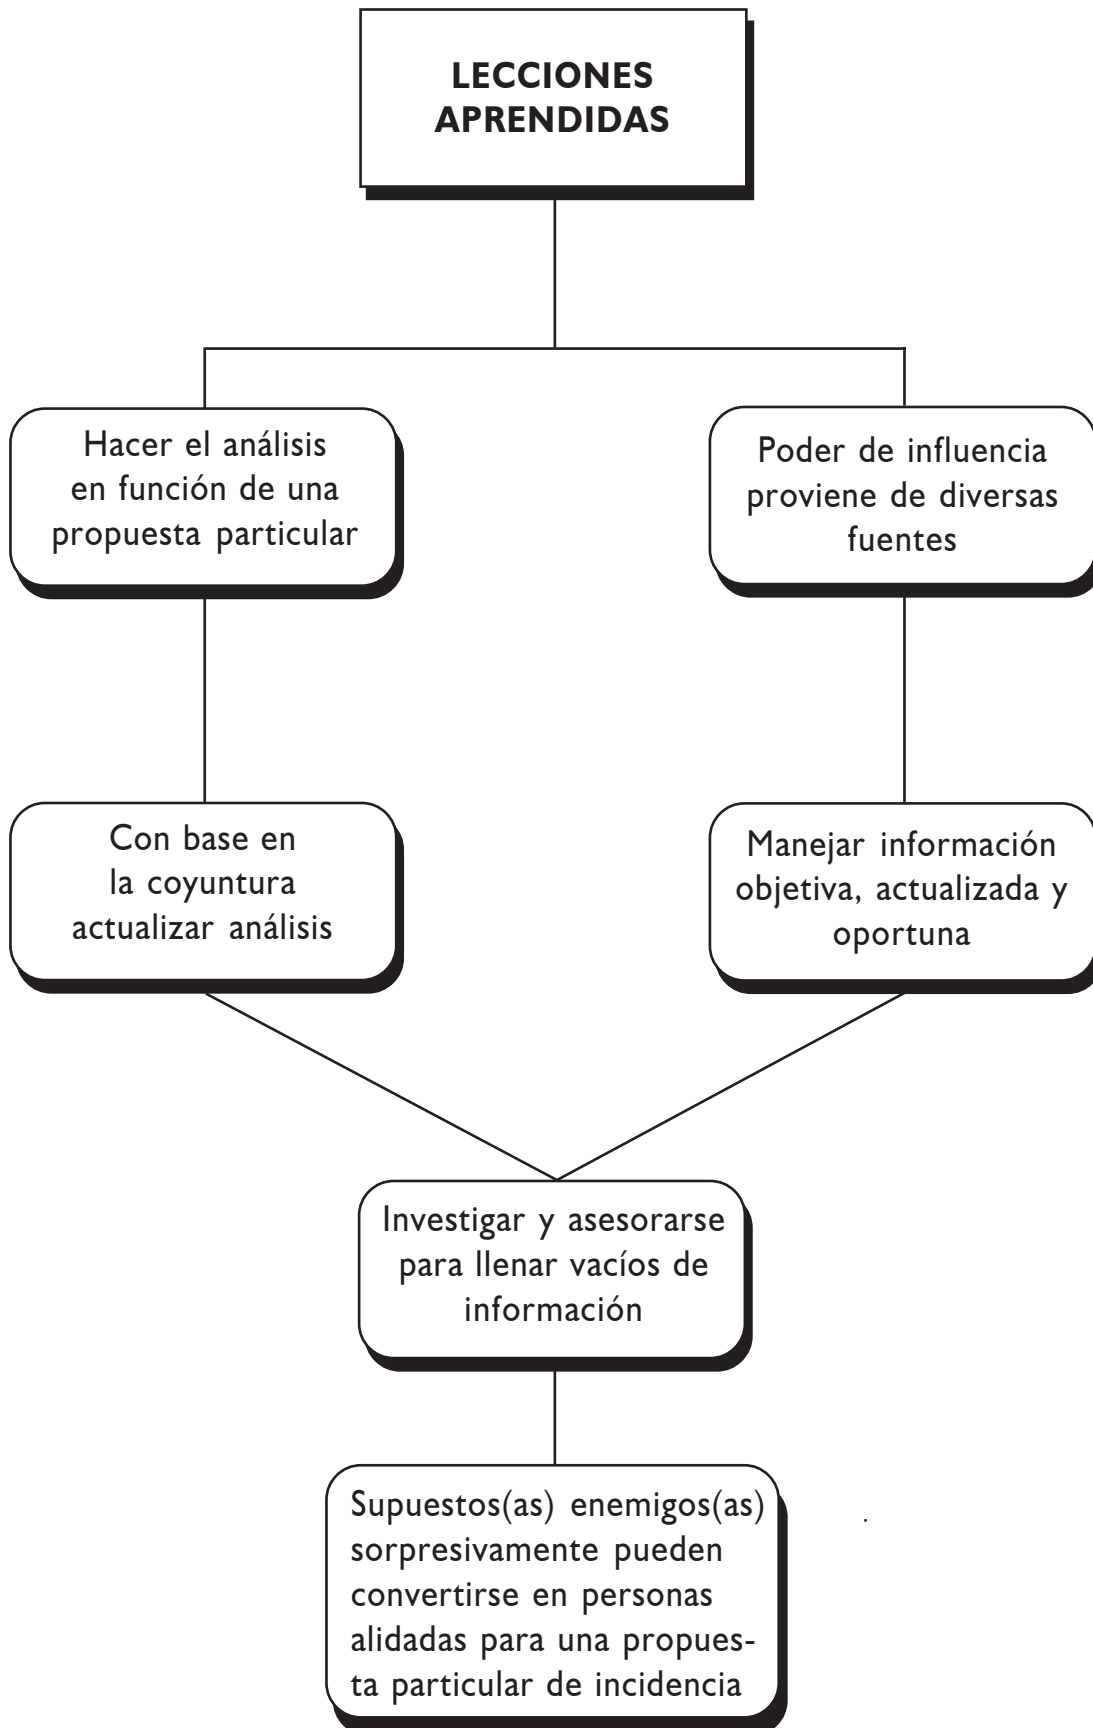 LECCIONES
APRENDIDAS
Hacer el análisis
en función de una
propuesta particular
Poder de influencia
proviene de diversas
fuentes
Con base en
la coyuntura
actualizar análisis
Manejar información
objetiva, actualizada y
oportuna
Investigar y asesorarse
para llenar vacíos de
información
Supuestos(as) enemigos(as)
sorpresivamente pueden
convertirse en personas
alidadas para una propues-
ta particular de incidencia